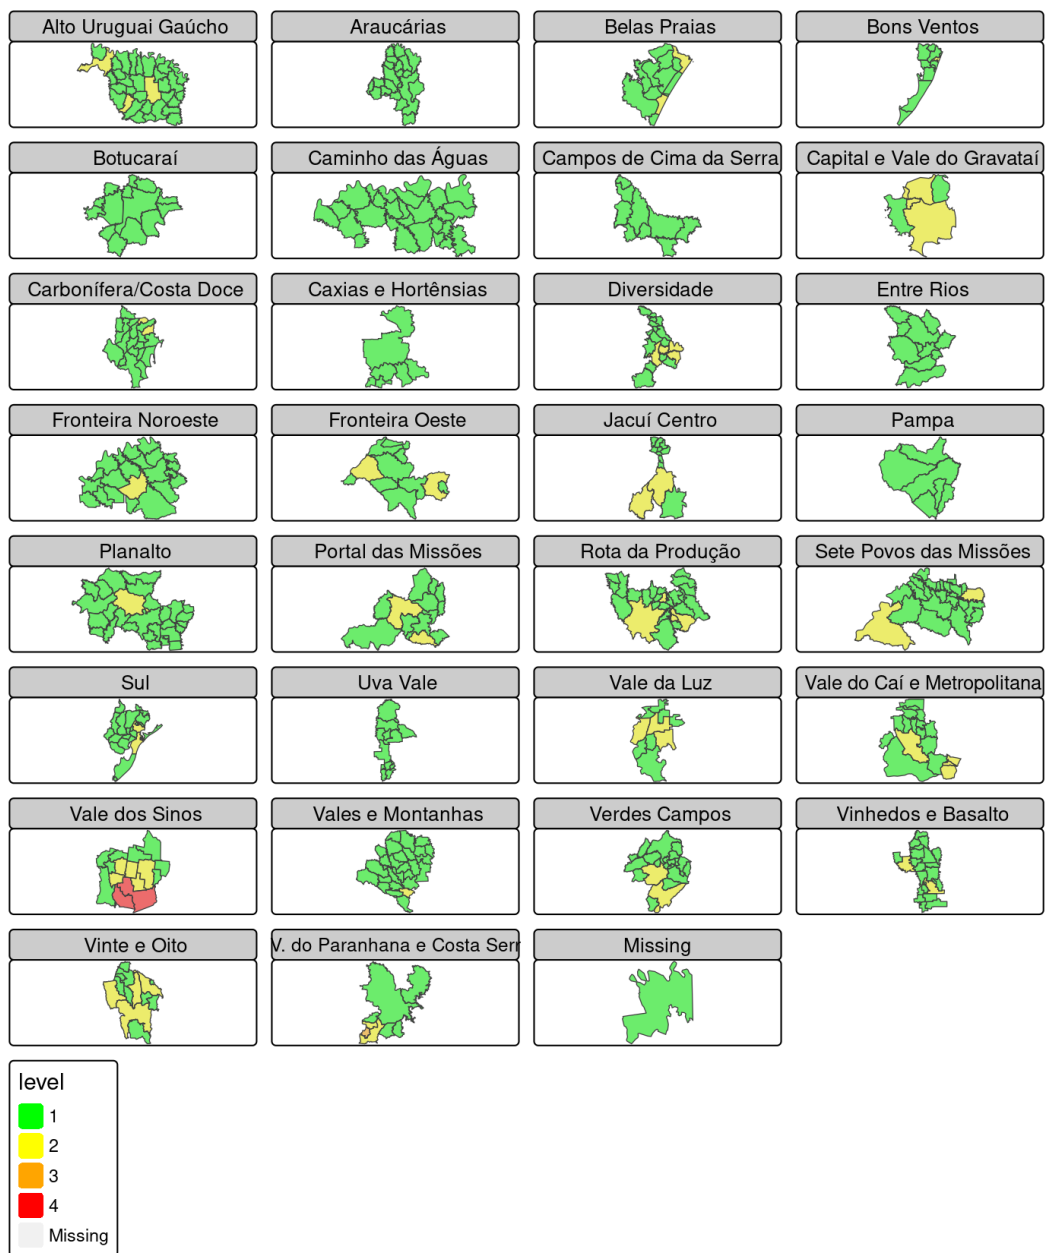 Alto Uruguai Gaúcho
Araucárias
Belas Praias
Bons Ventos
Botucaraí
Caminho das Águas
Campos de Cima da Serra
Capital e Vale do Gravataí
Carbonífera/Costa Doce
Caxias e Hortênsias
Diversidade
Entre Rios
Fronteira Noroeste
Fronteira Oeste
Jacuí Centro
Pampa
Planalto
Portal das Missões
Rota da Produção
Sete Povos das Missões
Sul
Uva Vale
Vale da Luz
Vale do Caí e Metropolitana
Vale dos Sinos
Vales e Montanhas
Verdes Campos
Vinhedos e Basalto
Vinte e Oito
V. do Paranhana e Costa Serr
Missing
level
1
2
3
4
Missing